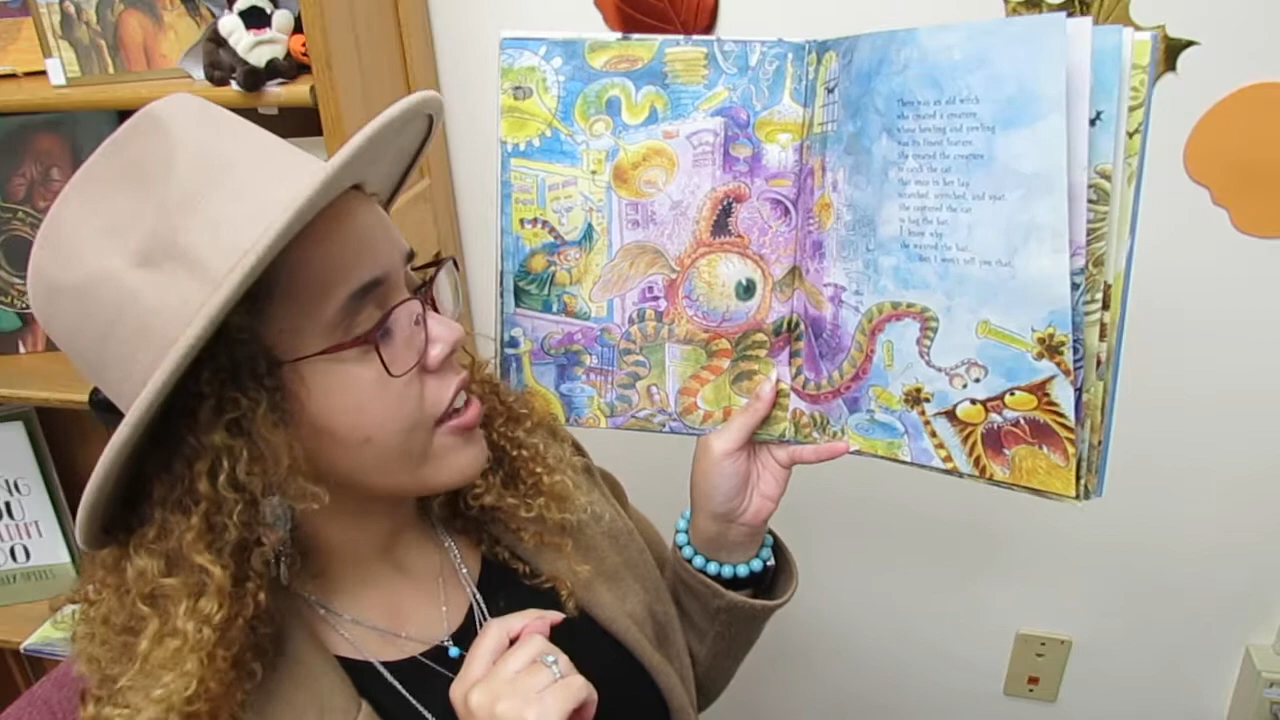 There was an old witch
who created a creature
whose howling and yowling
was its finest feature.
She created the creature
to catch the cat
that once in her lap
scratched, and spat.
She captured the cat
to bag the bat.
I know why
she wanted the bat...
But I won't tell you that.